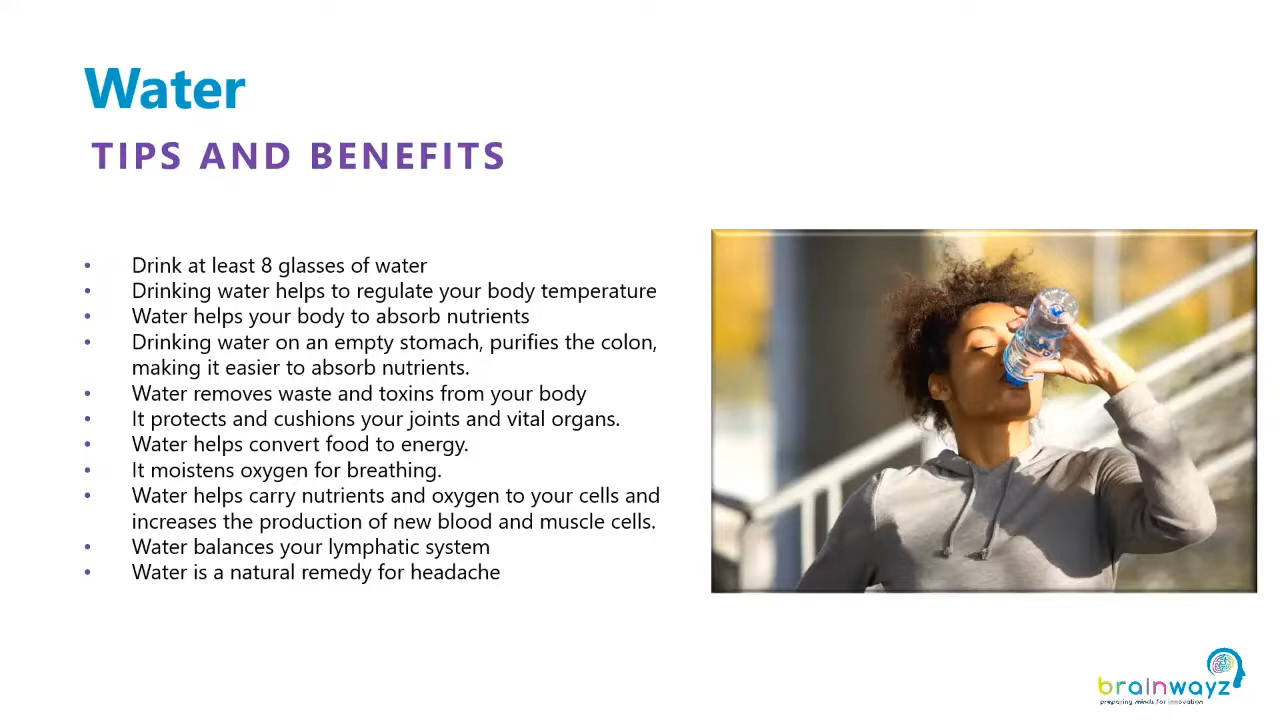 Water
TIPS AND BENEFITS
• Drink at least 8 glasses of water
• Drinking water helps to regulate your body temperature
• Water helps your body to absorb nutrients
• Drinking water on an empty stomach, purifies the colon,
making it easier to absorb nutrients.
• Water removes waste and toxins from your body
• It protects and cushions your joints and vital organs.
• Water helps convert food to energy.
• It moistens oxygen for breathing.
• Water helps carry nutrients and oxygen to your cells and
increases the production of new blood and muscle cells.
• Water balances your lymphatic system
• Water is a natural remedy for headache
brainwayz
preparing minds for innovation